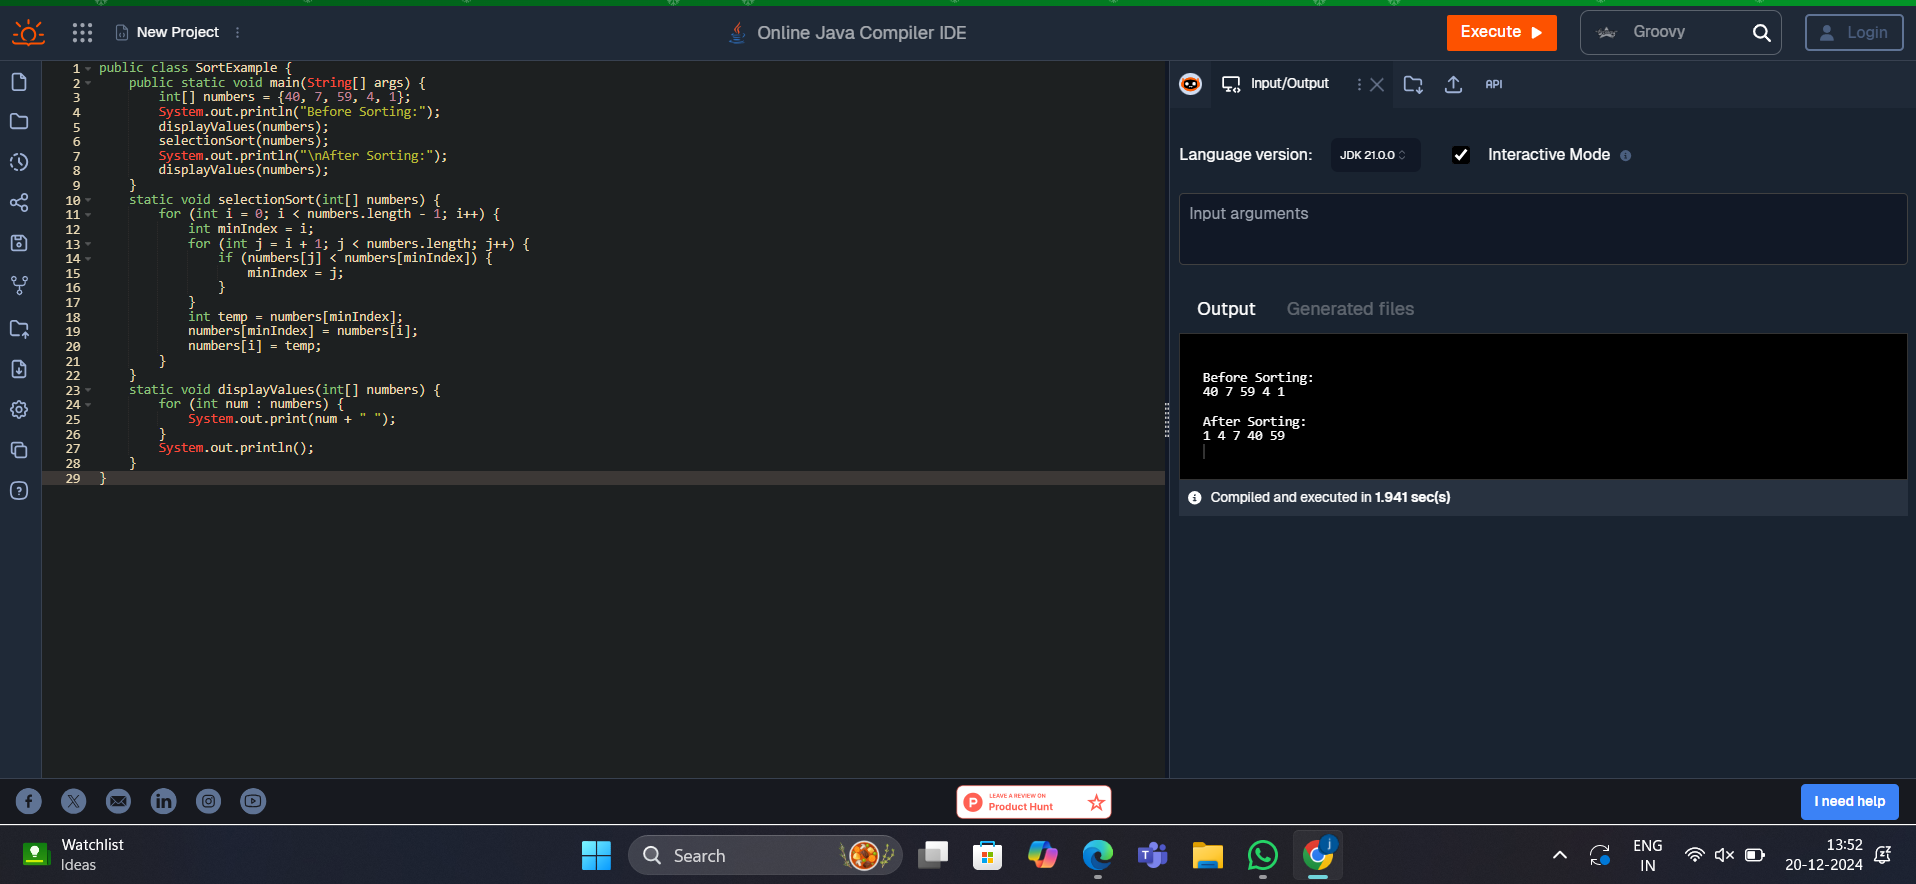 New Project
Online Java Compiler IDE
Execute
Groovy
Login
1 public class SortExample {
2     public static void main(String[] args) {
3         int[] numbers = {40, 7, 59, 4, 1};
4         System.out.println("Before Sorting:");
5         displayValues(numbers);
6         selectionSort(numbers);
7         System.out.println("\nAfter Sorting:");
8         displayValues(numbers);
9     }
10     static void selectionSort(int[] numbers) {
11         for (int i = 0; i < numbers.length - 1; i++) {
12             int minIndex = i;
13             for (int j = i + 1; j < numbers.length; j++) {
14                 if (numbers[j] < numbers[minIndex]) {
15                     minIndex = j;
16                 }
17             }
18             int temp = numbers[minIndex];
19             numbers[minIndex] = numbers[i];
20             numbers[i] = temp;
21         }
22     }
23     static void displayValues(int[] numbers) {
24         for (int num : numbers) {
25             System.out.print(num + " ");
26         }
27         System.out.println();
28     }
29 }
Input/Output
API
Language version:
JDK 21.0.0
Interactive Mode
Input arguments
Output
Generated files
Before Sorting:
40 7 59 4 1
After Sorting:
1 4 7 40 59
Compiled and executed in 1.941 sec(s)
LEAVE A REVIEW ON
Product Hunt
I need help
Watchlist
Ideas
Search
j
ENG
IN
13:52
20-12-2024